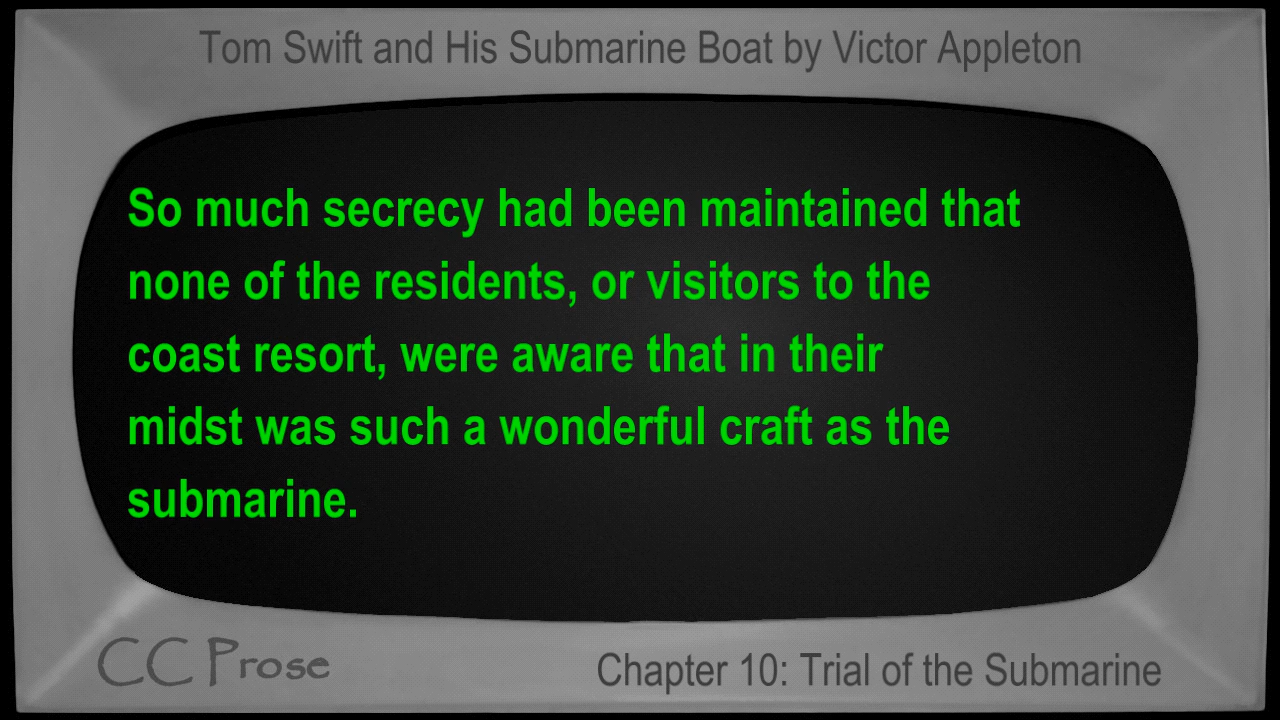 Tom Swift and His Submarine Boat by Victor Appleton
So much secrecy had been maintained that
none of the residents, or visitors to the
coast resort, were aware that in their
midst was such a wonderful craft as the
submarine.
CC Prose
Chapter 10: Trial of the Submarine